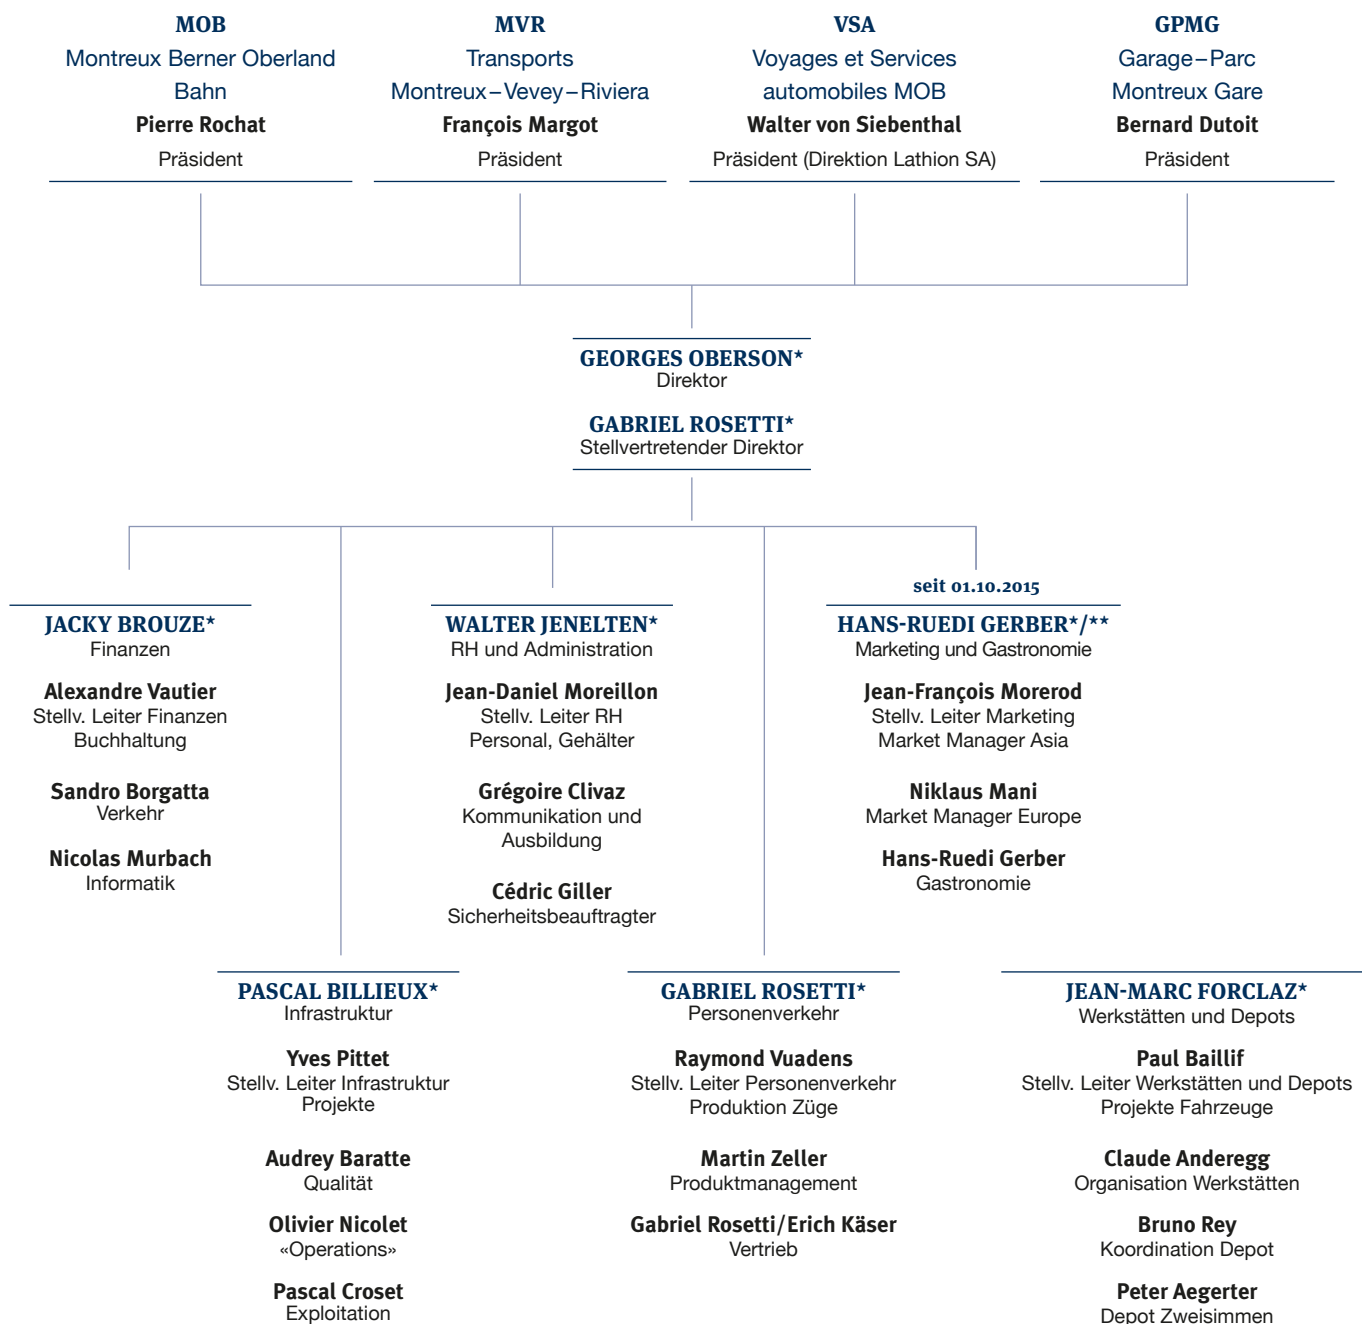 MOB
Montreux Berner Oberland
Bahn
Pierre Rochat
Präsident
MVR
Transports
Montreux–Vevey–Riviera
François Margot
Präsident
VSA
Voyages et Services
automobiles MOB
Walter von Siebenthal
Präsident (Direktion Lathion SA)
GPMG
Garage–Parc
Montreux Gare
Bernard Dutoit
Präsident
GEORGES OBERSON*
Direktor
GABRIEL ROSETTI*
Stellvertretender Direktor
JACKY BROUZE*
Finanzen
Alexandre Vautier
Stellv. Leiter Finanzen
Buchhaltung
Sandro Borgatta
Verkehr
Nicolas Murbach
Informatik
WALTER JENELTEN*
RH und Administration
Jean-Daniel Moreillon
Stellv. Leiter RH
Personal, Gehälter
Grégoire Clivaz
Kommunikation und
Ausbildung
Cédric Giller
Sicherheitsbeauftragter
seit 01.10.2015
HANS-RUEDI GERBER*/**
Marketing und Gastronomie
Jean-François Morerod
Stellv. Leiter Marketing
Market Manager Asia
Niklaus Mani
Market Manager Europe
Hans-Ruedi Gerber
Gastronomie
PASCAL BILLIEUX*
Infrastruktur
Yves Pittet
Stellv. Leiter Infrastruktur
Projekte
Audrey Baratte
Qualität
Olivier Nicolet
«Operations»
Pascal Croset
Exploitation
GABRIEL ROSETTI*
Personenverkehr
Raymond Vuadens
Stellv. Leiter Personenverkehr
Produktion Züge
Martin Zeller
Produktmanagement
Gabriel Rosetti/Erich Käser
Vertrieb
JEAN-MARC FORCLAZ*
Werkstätten und Depots
Paul Baillif
Stellv. Leiter Werkstätten und Depots
Projekte Fahrzeuge
Claude Anderegg
Organisation Werkstätten
Bruno Rey
Koordination Depot
Peter Aegerter
Depot Zweisimmen